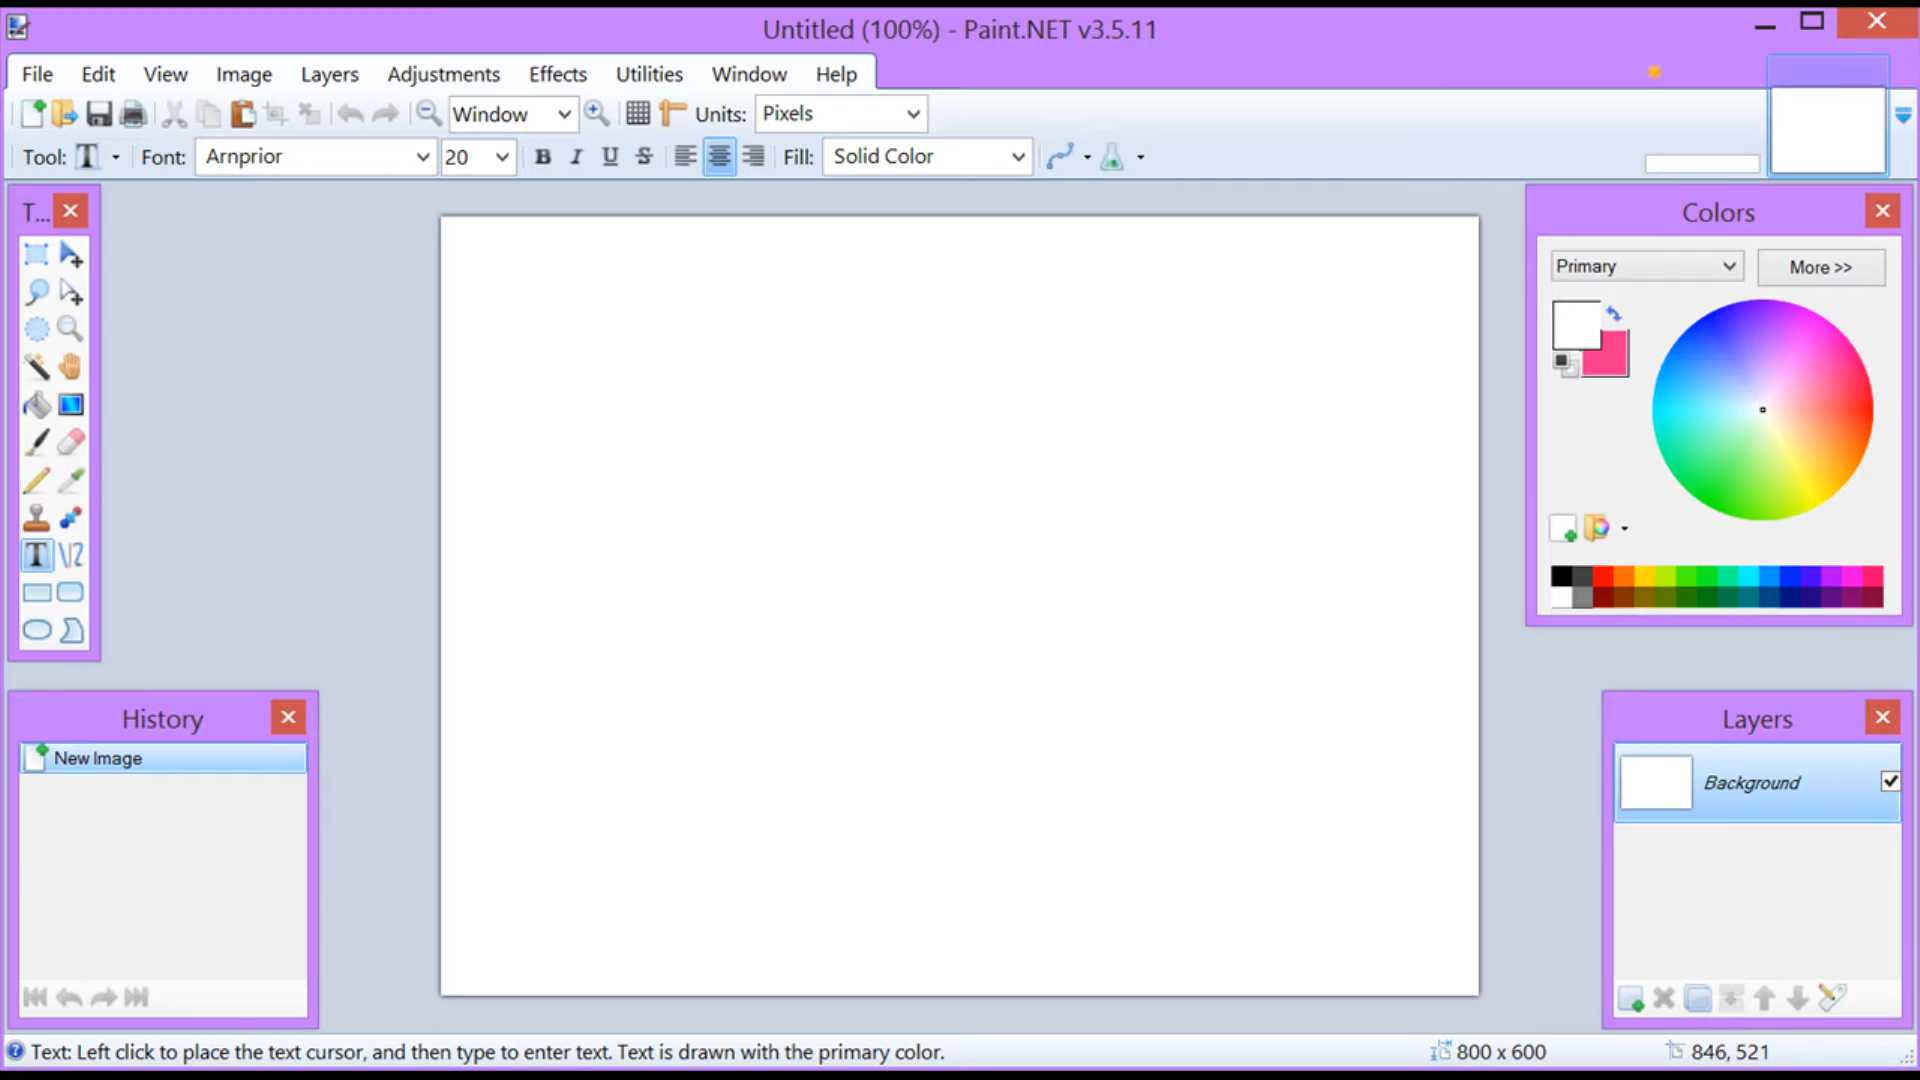 Untitled (100%) - Paint.NET v3.5.11
File Edit View Image Layers Adjustments Effects Utilities Window Help
Window Units: Pixels
Tool: Font: Arnprior 20 B I U S Fill: Solid Color
T...
Colors
Primary More >>
History
New Image
Layers
Background
Text: Left click to place the text cursor, and then type to enter text. Text is drawn with the primary color. 800 x 600 846, 521